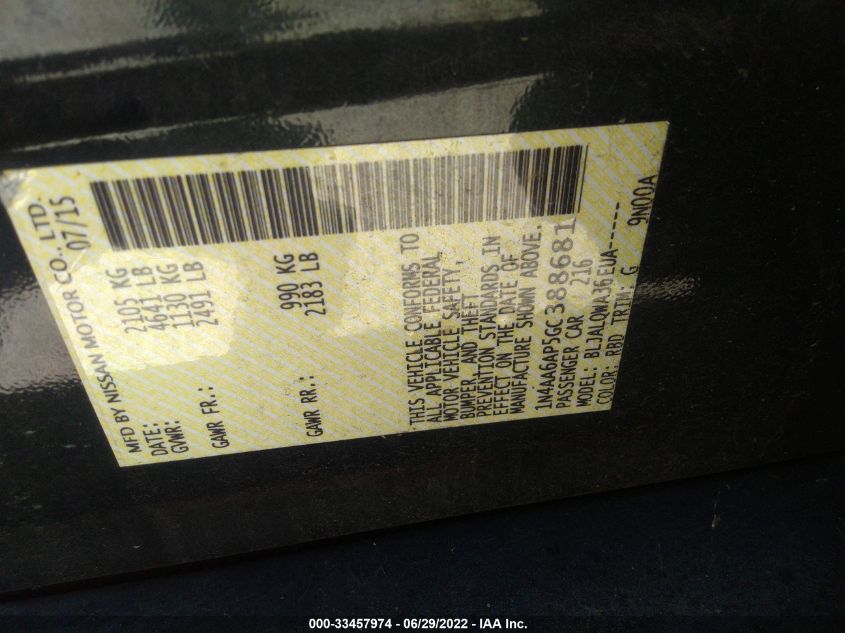 MFD BY NISSAN MOTOR CO., LTD.
DATE: 07/15
GVWR: 2105 KG
4641 LB
GAWR FR.: 1130 KG
2491 LB
GAWR RR.: 990 KG
2183 LB
THIS VEHICLE CONFORMS TO
ALL APPLICABLE FEDERAL
MOTOR VEHICLE SAFETY,
BUMPER, AND THEFT
PREVENTION STANDARDS IN
EFFECT ON THE DATE OF
MANUFACTURE SHOWN ABOVE.
1N4AA6AP5GC388681
PASSENGER CAR 216
MODEL: BLJALQWA36EUA-----
COLOR: RBD TRIM: G 9N00A
000-33457974 - 06/29/2022 - IAA Inc.